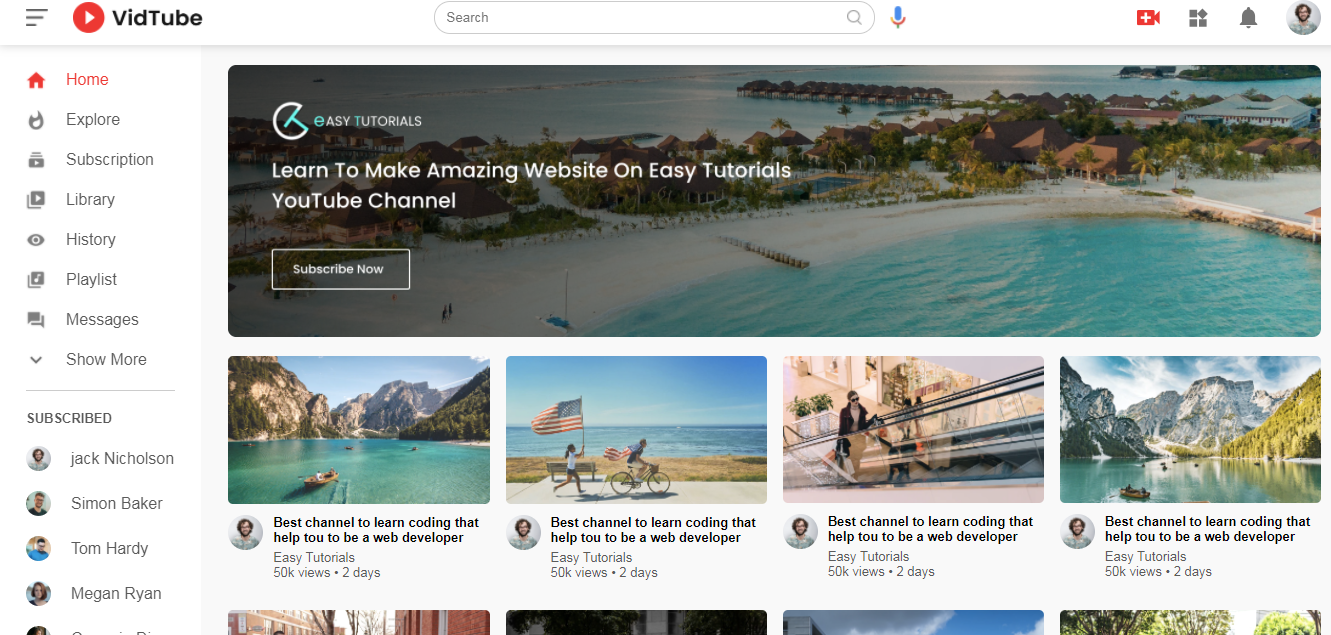 VidTube
Search
Home
Explore
Subscription
Library
History
Playlist
Messages
Show More
SUBSCRIBED
jack Nicholson
Simon Baker
Tom Hardy
Megan Ryan
eASY TUTORIALS
Learn To Make Amazing Website On Easy Tutorials
YouTube Channel
Subscribe Now
Best channel to learn coding that
help tou to be a web developer
Easy Tutorials
50k views • 2 days
Best channel to learn coding that
help tou to be a web developer
Easy Tutorials
50k views • 2 days
Best channel to learn coding that
help tou to be a web developer
Easy Tutorials
50k views • 2 days
Best channel to learn coding that
help tou to be a web developer
Easy Tutorials
50k views • 2 days